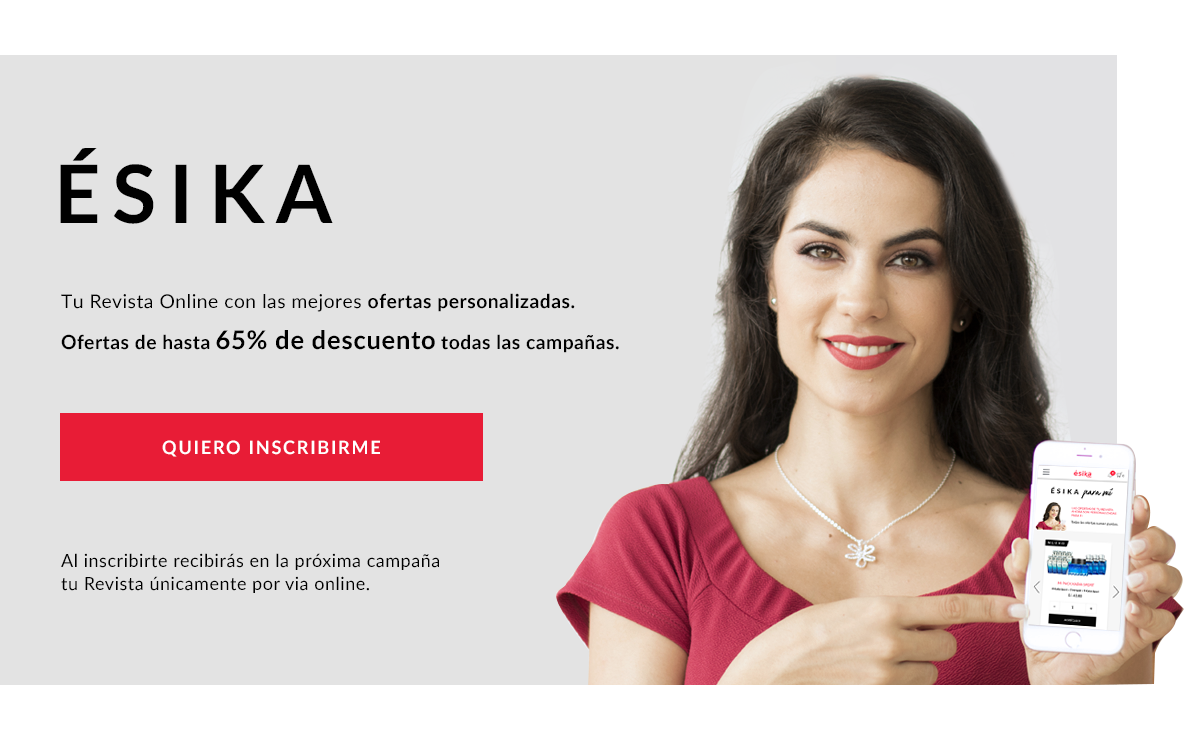 ÉSIKA
Tu Revista Online con las mejores ofertas personalizadas.
Ofertas de hasta 65% de descuento todas las campañas.
QUIERO INSCRIBIRME
Al inscribirte recibirás en la próxima campaña
tu Revista únicamente por via online.
ésika
ÉSIKA para mí